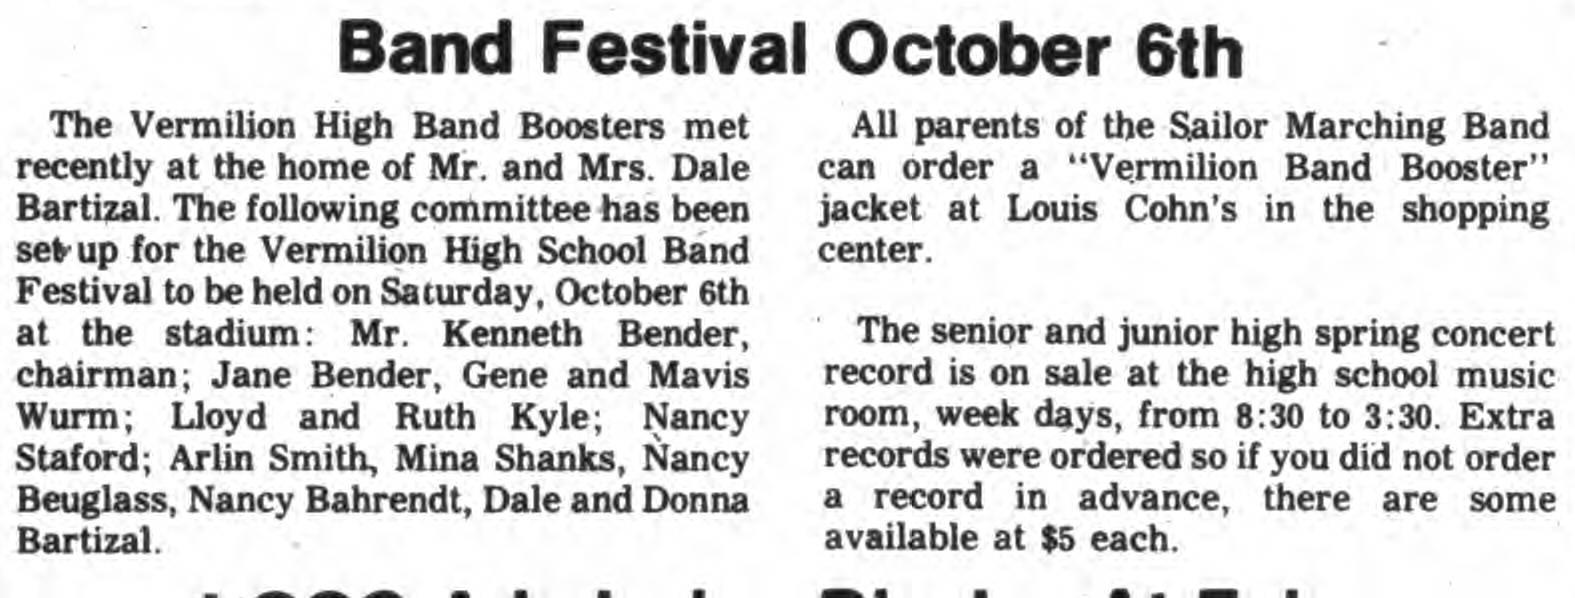 Band Festival October 6th
The Vermilion High Band Boosters met
recently at the home of Mr. and Mrs. Dale
Bartizal. The following committee has been
set up for the Vermilion High School Band
Festival to be held on Saturday, October 6th
at the stadium: Mr. Kenneth Bender,
chairman; Jane Bender, Gene and Mavis
Wurm; Lloyd and Ruth Kyle; Nancy
Staford; Arlin Smith, Mina Shanks, Nancy
Beuglass, Nancy Bahrendt, Dale and Donna
Bartizal.
All parents of the Sailor Marching Band
can order a "Vermilion Band Booster"
jacket at Louis Cohn's in the shopping
center.
The senior and junior high spring concert
record is on sale at the high school music
room, week days, from 8:30 to 3:30. Extra
records were ordered so if you did not order
a record in advance, there are some
available at $5 each.